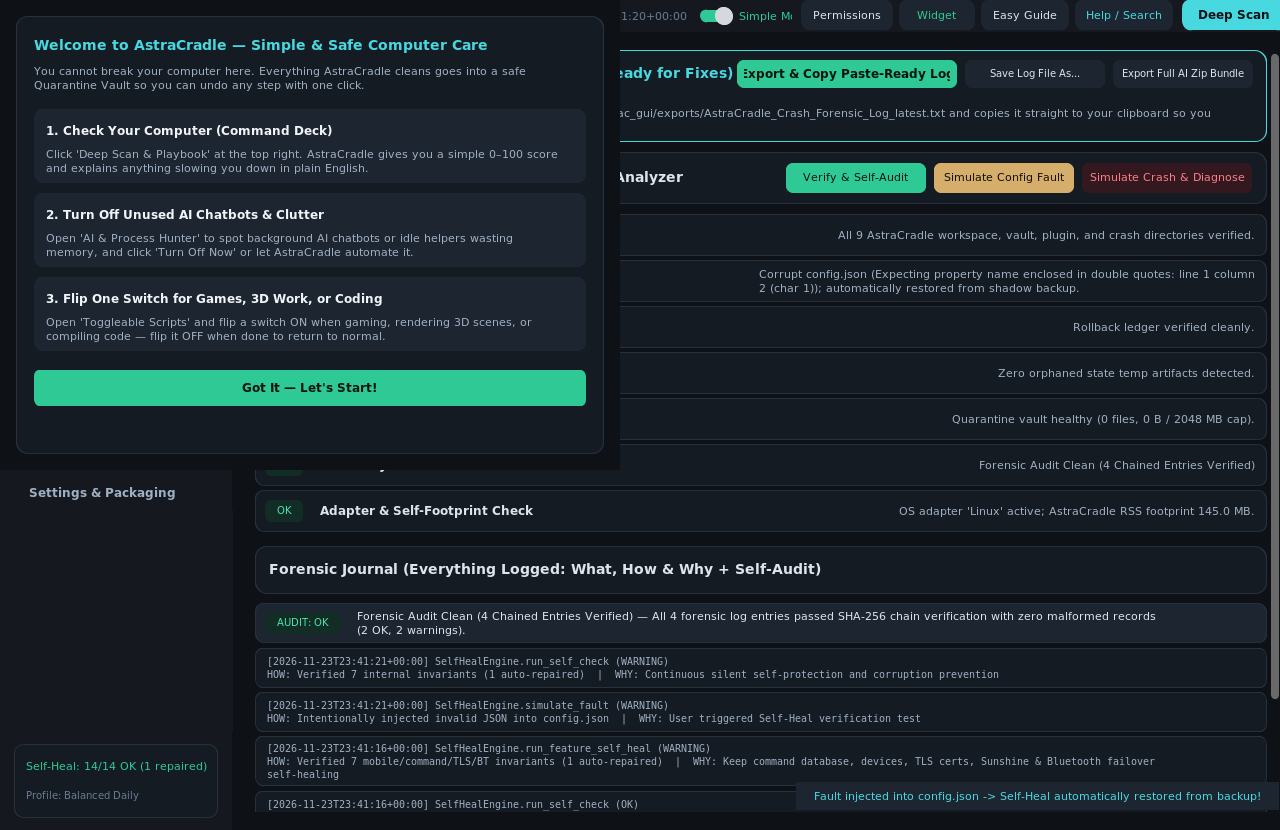 Welcome to AstraCradle — Simple & Safe Computer Care
You cannot break your computer here. Everything AstraCradle cleans goes into a safe
Quarantine Vault so you can undo any step with one click.
1. Check Your Computer (Command Deck)
Click 'Deep Scan & Playbook' at the top right. AstraCradle gives you a simple 0–100 score
and explains anything slowing you down in plain English.
2. Turn Off Unused AI Chatbots & Clutter
Open 'AI & Process Hunter' to spot background AI chatbots or idle helpers wasting
memory, and click 'Turn Off Now' or let AstraCradle automate it.
3. Flip One Switch for Games, 3D Work, or Coding
Open 'Toggleable Scripts' and flip a switch ON when gaming, rendering 3D scenes, or
compiling code — flip it OFF when done to return to normal.
Got It — Let's Start!
1:20+00:00 Simple Permissions Widget Easy Guide Help / Search Deep Scan
eady for Fixes) Export & Copy Paste-Ready Log Save Log File As... Export Full AI Zip Bundle
ac_gui/exports/AstraCradle_Crash_Forensic_Log_latest.txt and copies it straight to your clipboard so you
Analyzer Verify & Self-Audit Simulate Config Fault Simulate Crash & Diagnose
All 9 AstraCradle workspace, vault, plugin, and crash directories verified.
Corrupt config.json (Expecting property name enclosed in double quotes: line 1 column
2 (char 1)); automatically restored from shadow backup.
Rollback ledger verified cleanly.
Zero orphaned state temp artifacts detected.
Quarantine vault healthy (0 files, 0 B / 2048 MB cap).
Forensic Audit Clean (4 Chained Entries Verified)
OK Adapter & Self-Footprint Check OS adapter 'Linux' active; AstraCradle RSS footprint 145.0 MB.
Settings & Packaging
Forensic Journal (Everything Logged: What, How & Why + Self-Audit)
AUDIT: OK Forensic Audit Clean (4 Chained Entries Verified) — All 4 forensic log entries passed SHA-256 chain verification with zero malformed records
(2 OK, 2 warnings).
[2026-11-23T23:41:21+00:00] SelfHealEngine.run_self_check (WARNING)
HOW: Verified 7 internal invariants (1 auto-repaired) | WHY: Continuous silent self-protection and corruption prevention
[2026-11-23T23:41:21+00:00] SelfHealEngine.simulate_fault (WARNING)
HOW: Intentionally injected invalid JSON into config.json | WHY: User triggered Self-Heal verification test
[2026-11-23T23:41:16+00:00] SelfHealEngine.run_feature_self_heal (WARNING)
HOW: Verified 7 mobile/command/TLS/BT invariants (1 auto-repaired) | WHY: Keep command database, devices, TLS certs, Sunshine & Bluetooth failover
self-healing
[2026-11-23T23:41:16+00:00] SelfHealEngine.run_self_check (OK)
Self-Heal: 14/14 OK (1 repaired)
Profile: Balanced Daily
Fault injected into config.json -> Self-Heal automatically restored from backup!